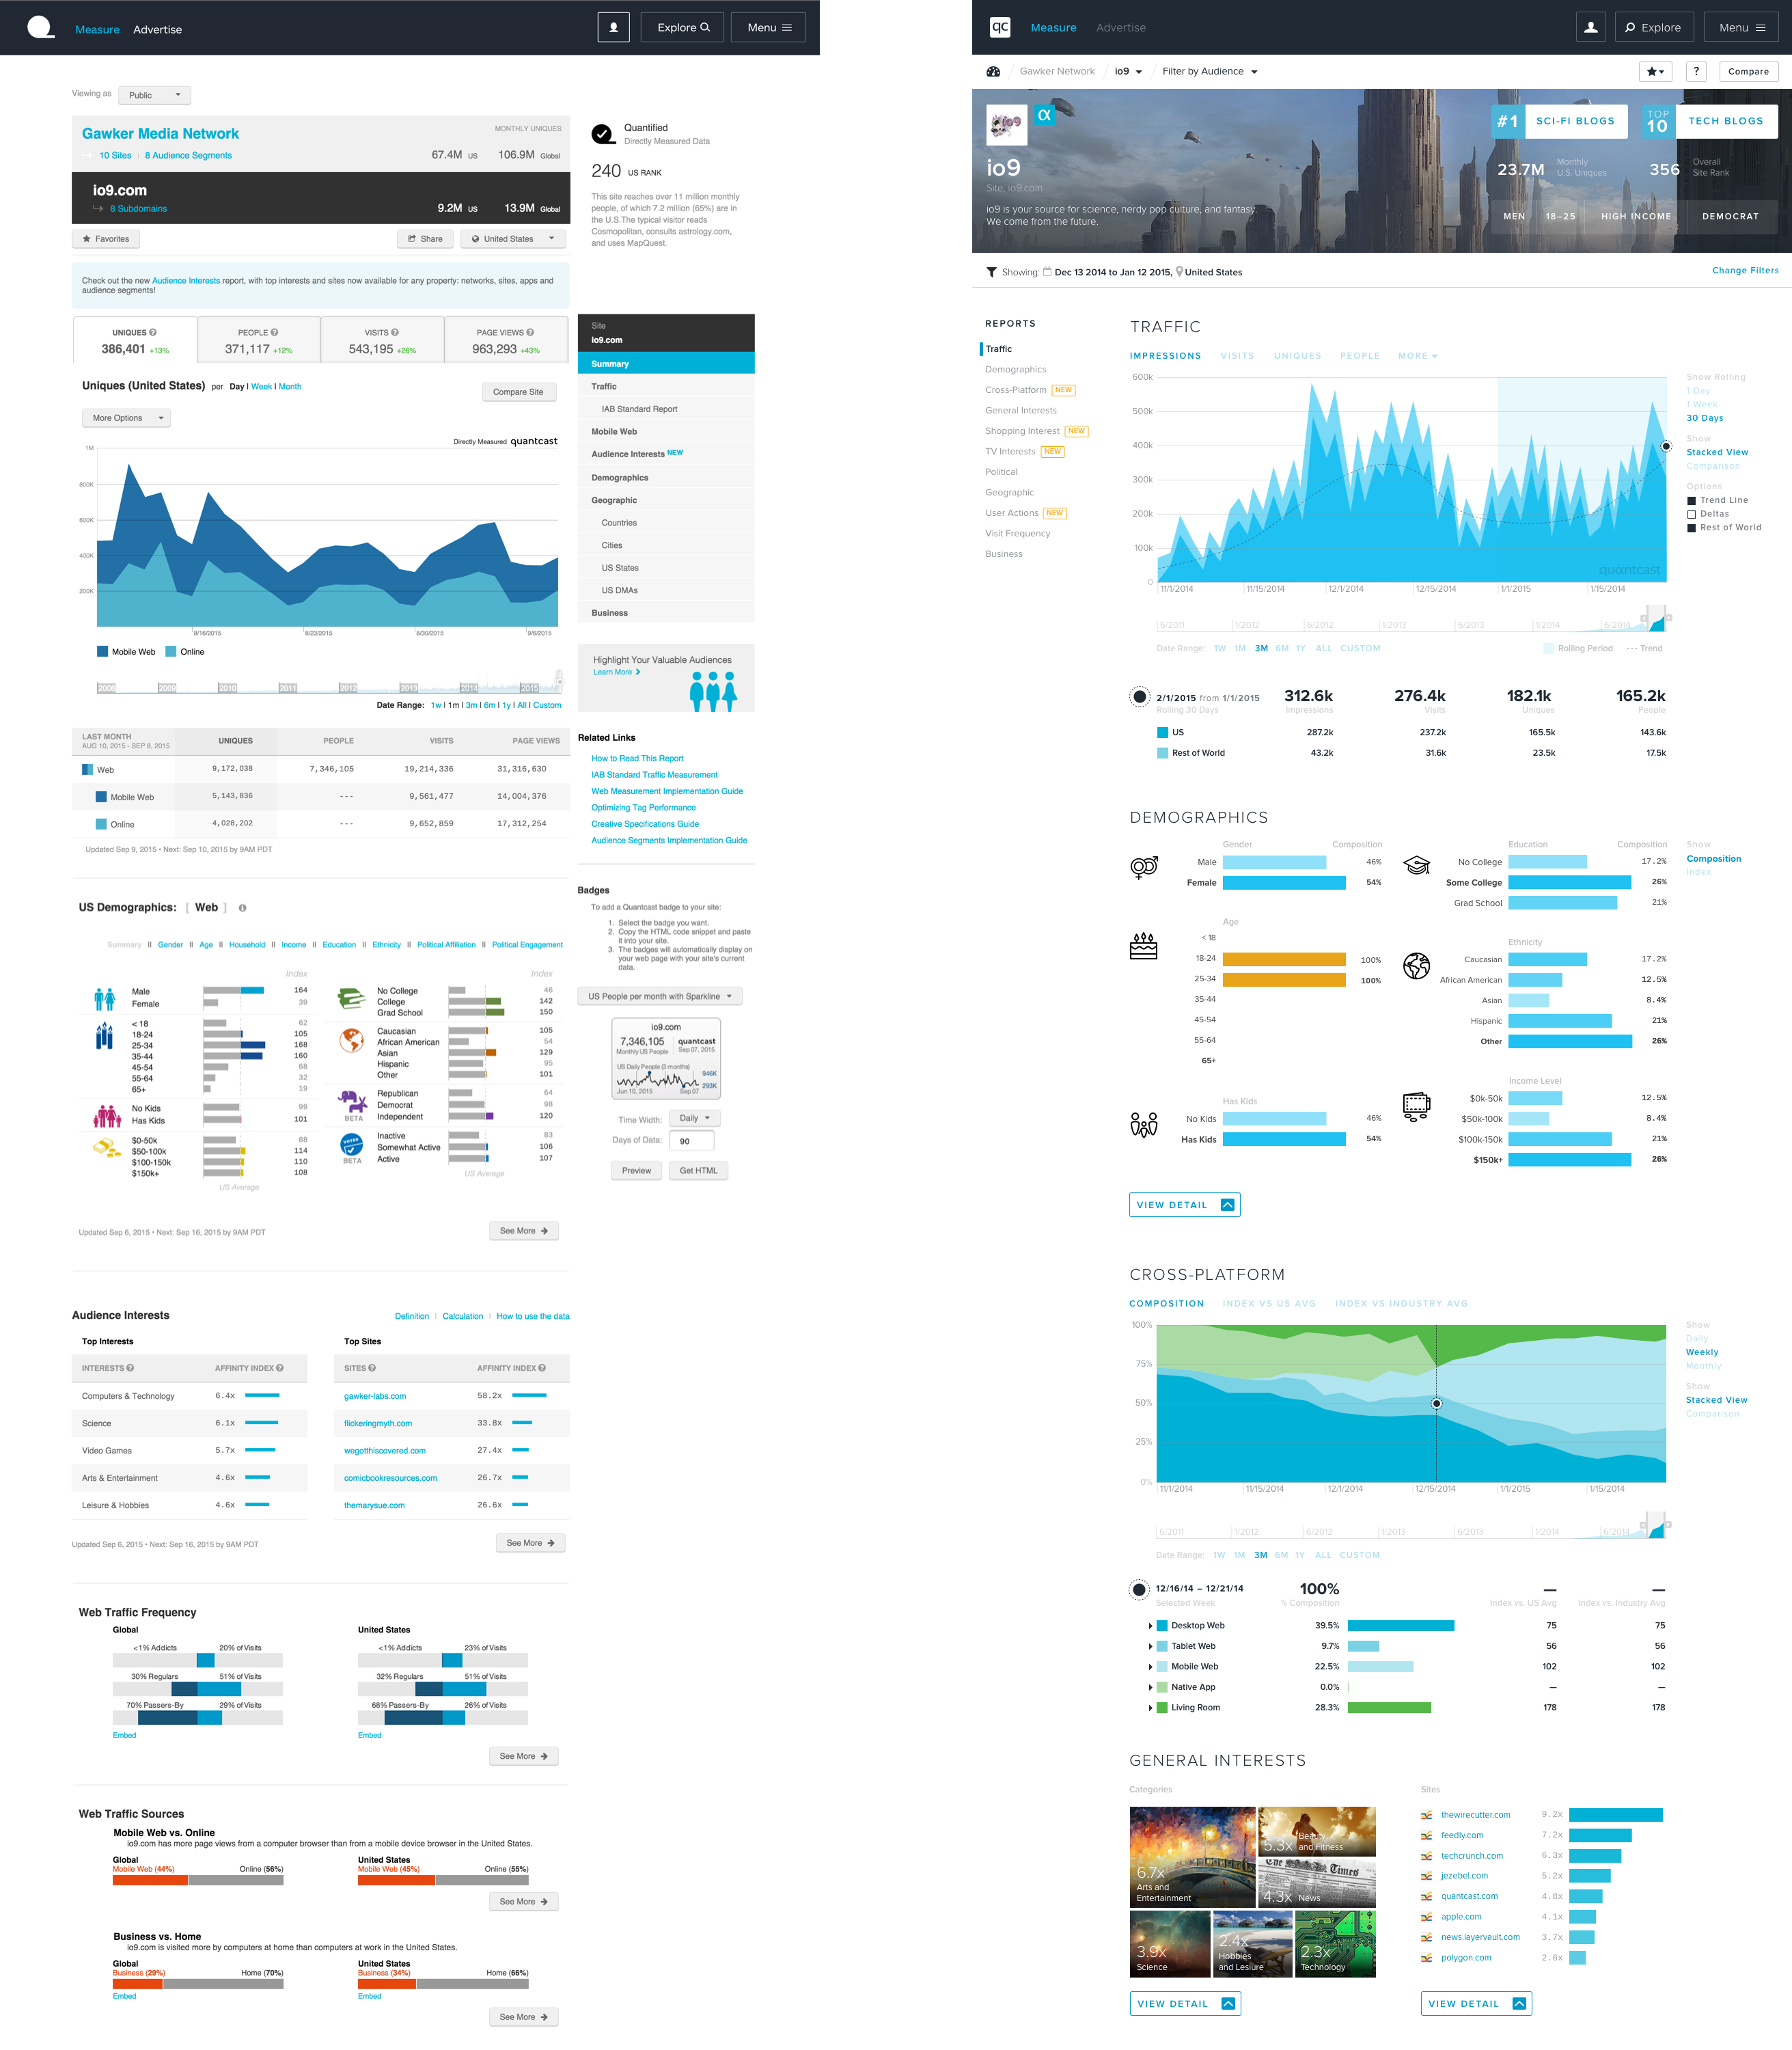 Measure Advertise
Explore
Menu
Viewing as Public
Gawker Media Network
MONTHLY UNIQUES
10 Sites | 8 Audience Segments
67.4M US 106.9M Global
io9.com
8 Subdomains
9.2M US 13.9M Global
Favorites
Share
United States
Check out the new Audience Interests report, with top interests and sites now available for any property: networks, sites, apps and
audience segments!
UNIQUES
386,401 +13%
PEOPLE
371,117 +12%
VISITS
543,195 +26%
PAGE VIEWS
963,293 +43%
Uniques (United States) per Day | Week | Month
Compare Site
More Options
Directly Measured quantcast
1M
800K
600K
400K
200K
8/16/2015 8/23/2015 8/30/2015 9/6/2015
Mobile Web Online
2008 2009 2010 2011 2012 2013 2014 2015
Date Range: 1w | 1m | 3m | 6m | 1y | All | Custom
LAST MONTH
AUG 10, 2015 - SEP 8, 2015
UNIQUES PEOPLE VISITS PAGE VIEWS
Web 9,172,038 7,346,105 19,214,336 31,316,630
Mobile Web 5,143,836 --- 9,561,477 14,004,376
Online 4,028,202 --- 9,652,859 17,312,254
Updated Sep 9, 2015 • Next: Sep 10, 2015 by 9AM PDT
US Demographics: [ Web ]
Summary || Gender || Age || Household || Income || Education || Ethnicity || Political Affiliation || Political Engagement
Index
Male 164
Female 39
< 18 62
18-24 105
25-34 168
35-44 160
45-54 68
55-64 32
65+ 19
No Kids 99
Has Kids 101
$0-50k 88
$50-100k 114
$100-150k 110
$150k+ 108
US Average
Index
No College 46
College 142
Grad School 150
Caucasian 105
African American 54
Asian 129
Hispanic 95
Other 101
Republican 64
Democrat 98
Independent 120
BETA
Inactive 83
Somewhat Active 106
Active 107
VOTED
BETA
US Average
Updated Sep 6, 2015 • Next: Sep 16, 2015 by 9AM PDT
See More
Audience Interests
Definition | Calculation | How to use the data
Top Interests
INTERESTS AFFINITY INDEX
Computers & Technology 6.4x
Science 6.1x
Video Games 5.7x
Arts & Entertainment 4.6x
Leisure & Hobbies 4.6x
Top Sites
SITES AFFINITY INDEX
gawker-labs.com 58.2x
flickeringmyth.com 33.8x
wegotthiscovered.com 27.4x
comicbookresources.com 26.7x
themarysue.com 26.6x
Updated Sep 6, 2015 • Next: Sep 16, 2015 by 9AM PDT
See More
Web Traffic Frequency
Global
<1% Addicts 20% of Visits
30% Regulars 51% of Visits
70% Passers-By 29% of Visits
Embed
United States
<1% Addicts 23% of Visits
32% Regulars 51% of Visits
68% Passers-By 26% of Visits
Embed
See More
Web Traffic Sources
Mobile Web vs. Online
io9.com has more page views from a computer browser than from a mobile device browser in the United States.
Global
Mobile Web (44%) Online (56%)
United States
Mobile Web (45%) Online (55%)
See More
Business vs. Home
io9.com is visited more by computers at home than computers at work in the United States.
Global
Business (29%) Home (70%)
Embed
United States
Business (34%) Home (66%)
Embed
See More
Quantified
Directly Measured Data
240 US RANK
This site reaches over 11 million monthly
people, of which 7.2 million (65%) are in
the U.S.The typical visitor reads
Cosmopolitan, consults astrology.com,
and uses MapQuest.
Site
io9.com
Summary
Traffic
IAB Standard Report
Mobile Web
Audience Interests NEW
Demographics
Geographic
Countries
Cities
US States
US DMAs
Business
Highlight Your Valuable Audiences
Learn More
Related Links
How to Read This Report
IAB Standard Traffic Measurement
Web Measurement Implementation Guide
Optimizing Tag Performance
Creative Specifications Guide
Audience Segments Implementation Guide
Badges
To add a Quantcast badge to your site:
1. Select the badge you want.
2. Copy the HTML code snippet and paste
it into your site.
3. The badges will automatically display on
your web page with your site's current
data.
US People per month with Sparkline
io9.com
7,346,105 quantcast
Monthly US People Sep 07, 2015
US Daily People (3 months)
946K
293K
Jun 10, 2015 Sep 07
Time Width: Daily
Days of Data: 90
Preview
Get HTML
qc
Measure Advertise
Explore
Menu
Gawker Network / io9 / Filter by Audience
?
Compare
io9
α
#1 SCI-FI BLOGS
TOP 10 TECH BLOGS
io9
Site, io9.com
23.7M Monthly U.S. Uniques
356 Overall Site Rank
io9 is your source for science, nerdy pop culture, and fantasy.
We come from the future.
MEN 18–25 HIGH INCOME DEMOCRAT
Showing: Dec 13 2014 to Jan 12 2015, United States
Change Filters
REPORTS
Traffic
Demographics
Cross-Platform NEW
General Interests
Shopping Interest NEW
TV Interests NEW
Political
Geographic
User Actions NEW
Visit Frequency
Business
TRAFFIC
IMPRESSIONS VISITS UNIQUES PEOPLE MORE
600k
500k
400k
300k
200k
100k
0
11/1/2014 11/15/2014 12/1/2014 12/15/2014 1/1/2015 1/15/2014
quantcast
Show Rolling
1 Day
1 Week
30 Days
Show
Stacked View
Comparison
Options
Trend Line
Deltas
Rest of World
6/2011 1/2012 6/2012 1/2013 6/2013 1/2014 6/2014
Date Range: 1W 1M 3M 6M 1Y ALL CUSTOM
Rolling Period --- Trend
2/1/2015 from 1/1/2015 312.6k 276.4k 182.1k 165.2k
Rolling 30 Days Impressions Visits Uniques People
US 287.2k 237.2k 165.5k 143.6k
Rest of World 43.2k 31.6k 23.5k 17.5k
DEMOGRAPHICS
Gender Composition
Male 46%
Female 54%
Age
< 18
18-24 100%
25-34 100%
35-44
45-54
55-64
65+
Has Kids
No Kids 46%
Has Kids 54%
Education Composition
No College 17.2%
Some College 26%
Grad School 21%
Ethnicity
Caucasian 17.2%
African American 12.5%
Asian 8.4%
Hispanic 21%
Other 26%
Income Level
$0k-50k 12.5%
$50k-100k 8.4%
$100k-150k 21%
$150k+ 26%
Show
Composition
Index
VIEW DETAIL
CROSS-PLATFORM
COMPOSITION INDEX VS US AVG INDEX VS INDUSTRY AVG
100%
75%
50%
25%
0%
11/1/2014 11/15/2014 12/1/2014 12/15/2014 1/1/2015 1/15/2014
Show
Daily
Weekly
Monthly
Show
Stacked View
Comparison
6/2011 1/2012 6/2012 1/2013 6/2013 1/2014 6/2014
Date Range: 1W 1M 3M 6M 1Y ALL CUSTOM
12/16/14 – 12/21/14 100% — —
Selected Week % Composition Index vs. US Avg Index vs. Industry Avg
Desktop Web 39.5% 75 75
Tablet Web 9.7% 56 56
Mobile Web 22.5% 102 102
Native App 0.0% — —
Living Room 28.3% 178 178
GENERAL INTERESTS
Categories
6.7x
Arts and
Entertainment
5.3x Beauty
and Fitness
4.3x News
3.9x
Science
2.4x
Hobbies
and Lesiure
2.3x
Technology
VIEW DETAIL
Sites
thewirecutter.com 9.2x
feedly.com 7.2x
techcrunch.com 6.3x
jezebel.com 5.2x
quantcast.com 4.8x
apple.com 4.1x
news.layervault.com 3.7x
polygon.com 2.6x
VIEW DETAIL